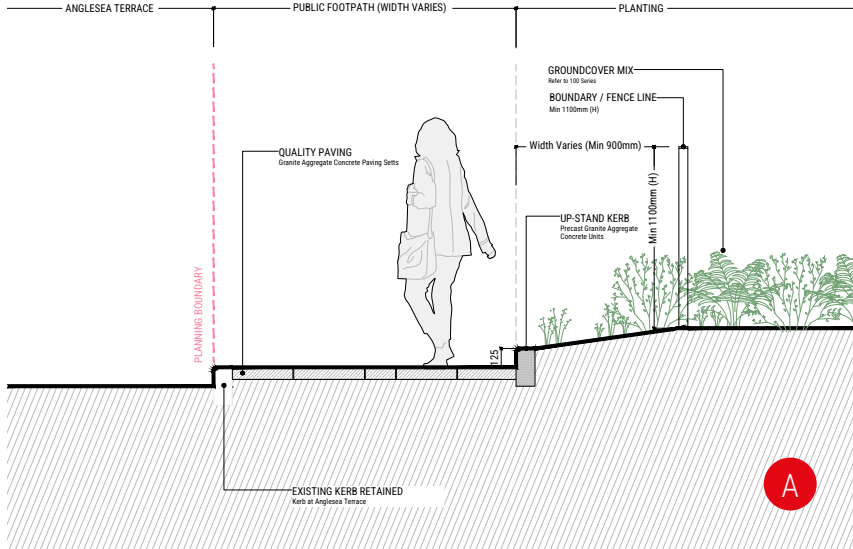 ANGLESEA TERRACE
PUBLIC FOOTPATH (WIDTH VARIES)
PLANTING
GROUNDCOVER MIX
Refer to 100 Series
BOUNDARY / FENCE LINE
Min 1100mm (H)
Width Varies (Min 900mm)
QUALITY PAVING
Granite Aggregate Concrete Paving Setts
Min 1100mm (H)
UP-STAND KERB
Precast Granite Aggregate
Concrete Units
PLANNING BOUNDARY
125
EXISTING KERB RETAINED
Kerb at Anglesea Terrace
A